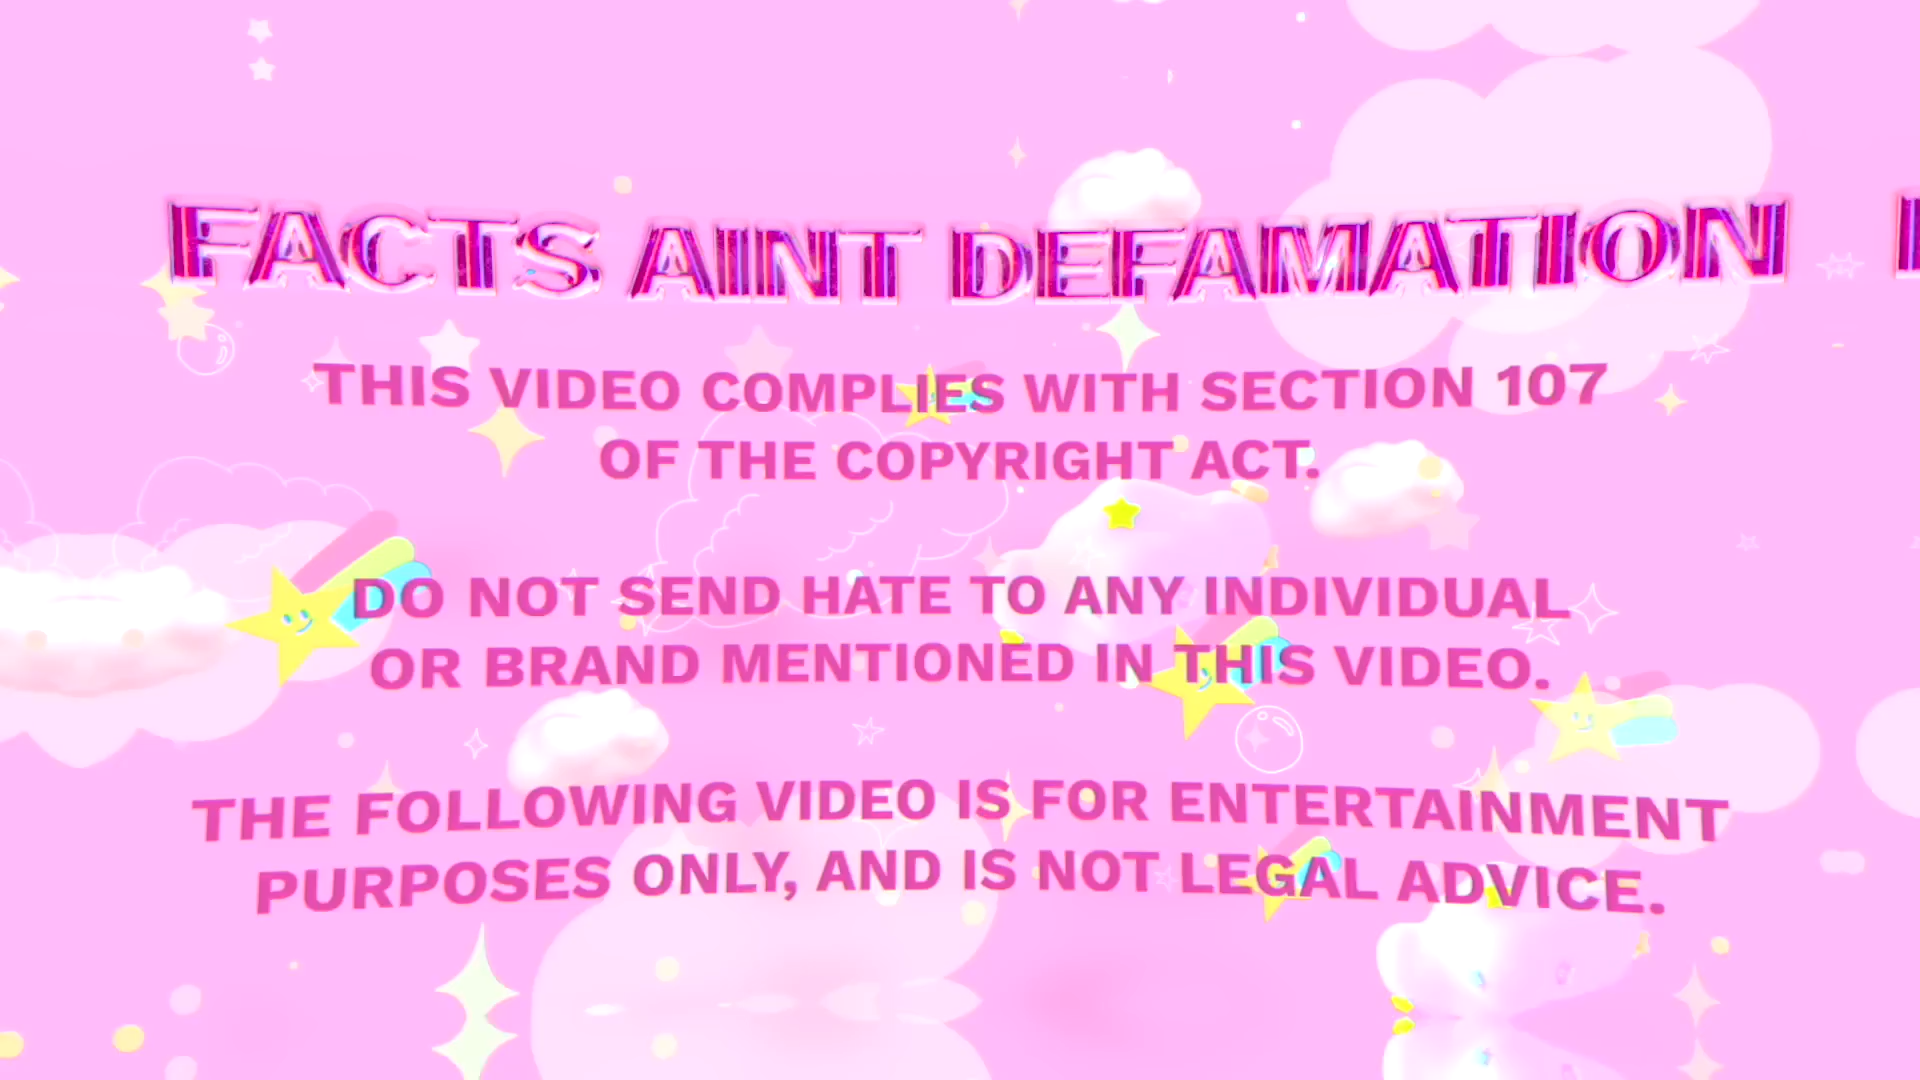 FACTS AINT DEFAMATION
THIS VIDEO COMPLIES WITH SECTION 107
OF THE COPYRIGHT ACT.
DO NOT SEND HATE TO ANY INDIVIDUAL
OR BRAND MENTIONED IN THIS VIDEO.
THE FOLLOWING VIDEO IS FOR ENTERTAINMENT
PURPOSES ONLY, AND IS NOT LEGAL ADVICE.